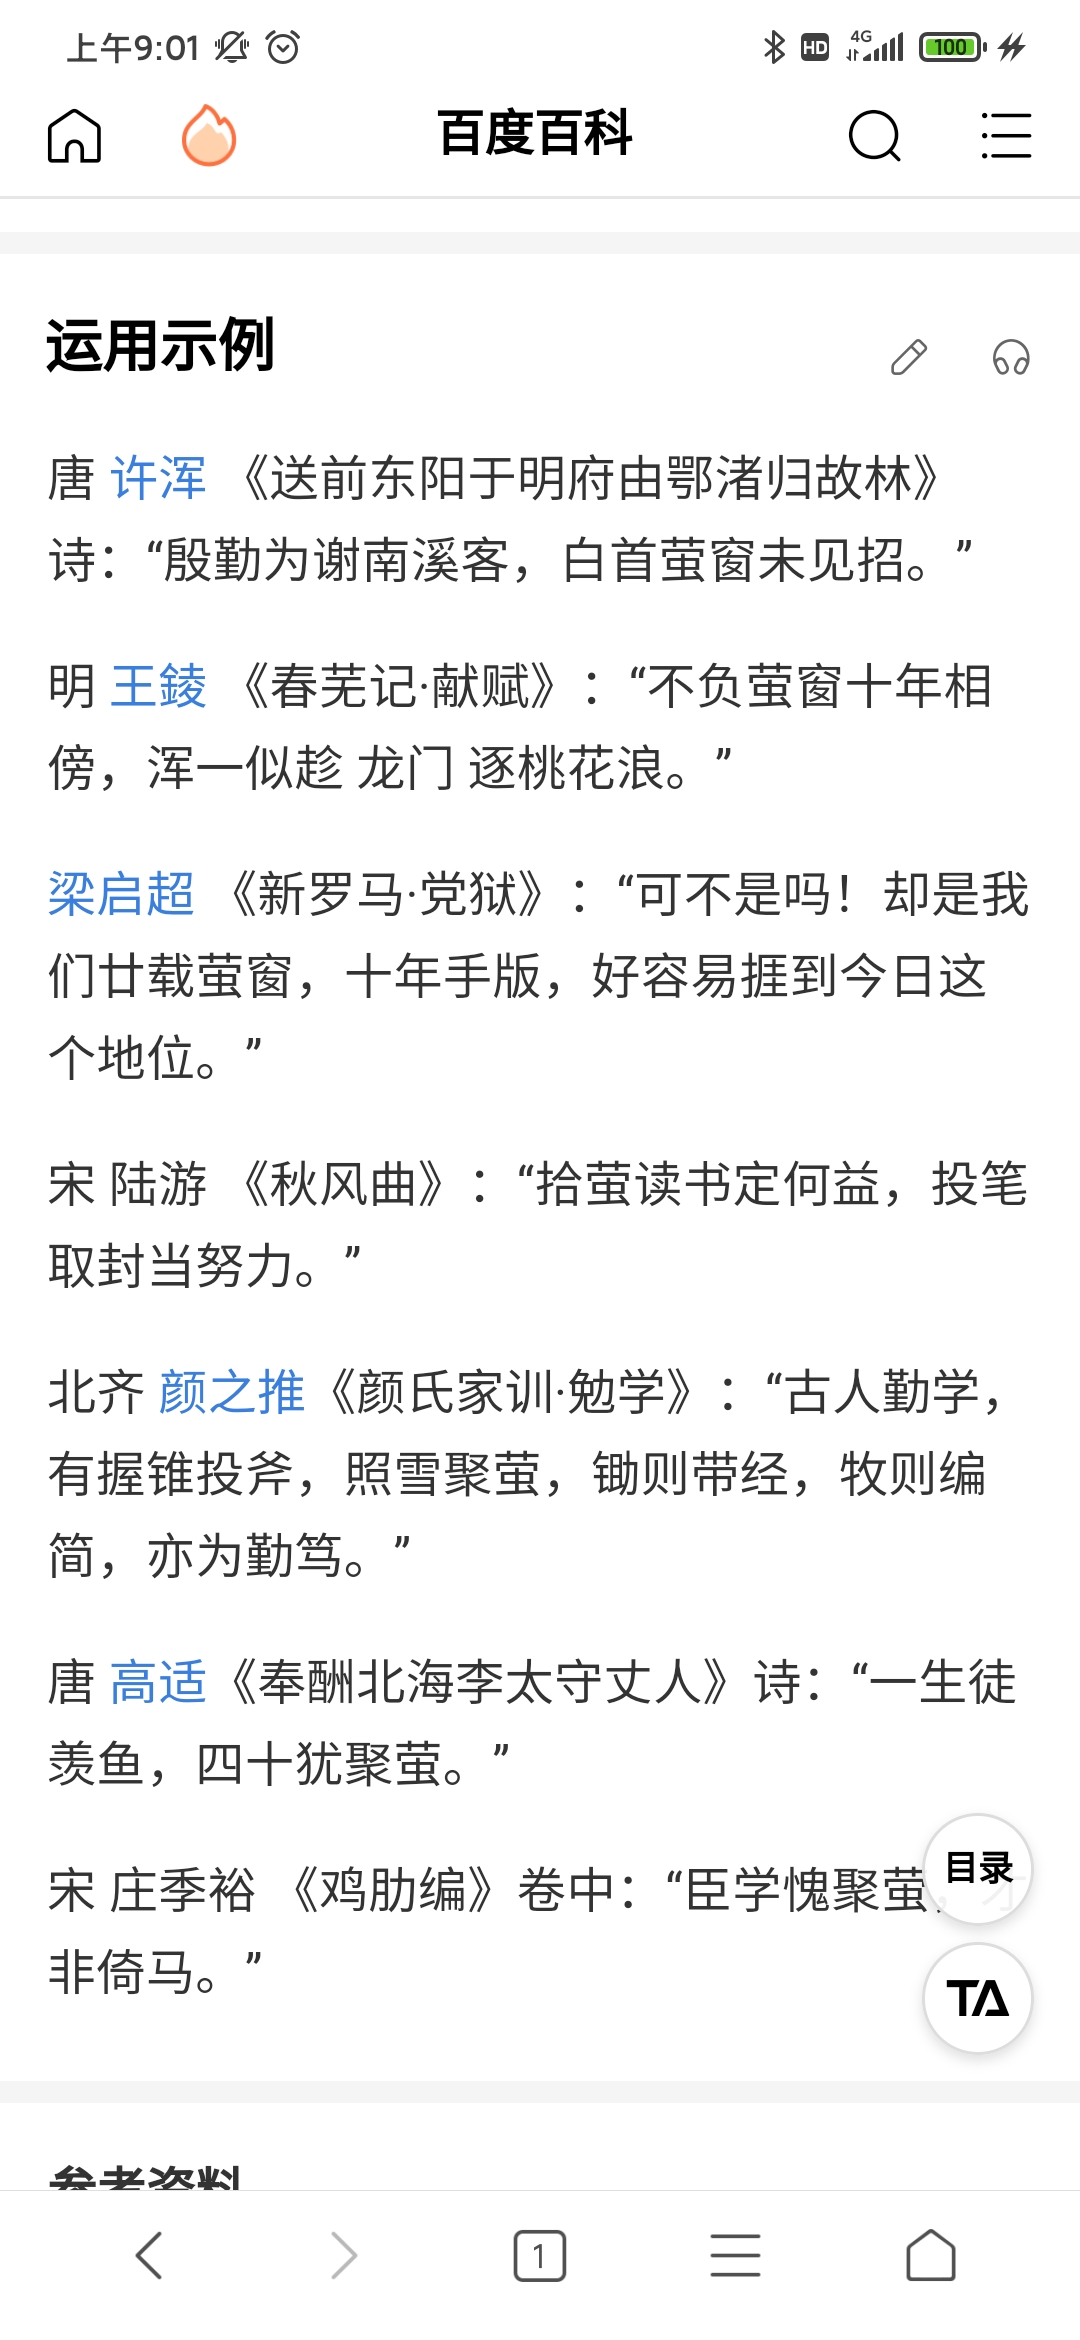 上午9:01
HD
4G
100
百度百科
运用示例
唐 许浑 《送前东阳于明府由鄂渚归故林》
诗：“殷勤为谢南溪客，白首萤窗未见招。”
明 王錂 《春芜记·献赋》：“不负萤窗十年相
傍，浑一似趁 龙门 逐桃花浪。”
梁启超 《新罗马·党狱》：“可不是吗！却是我
们廿载萤窗，十年手版，好容易捱到今日这
个地位。”
宋 陆游 《秋风曲》：“拾萤读书定何益，投笔
取封当努力。”
北齐 颜之推《颜氏家训·勉学》：“古人勤学，
有握锥投斧，照雪聚萤，锄则带经，牧则编
简，亦为勤笃。”
唐 高适《奉酬北海李太守丈人》诗：“一生徒
羡鱼，四十犹聚萤。”
宋 庄季裕 《鸡肋编》卷中：“臣学愧聚萤，才
非倚马。”
目录
TA
参考资料
1